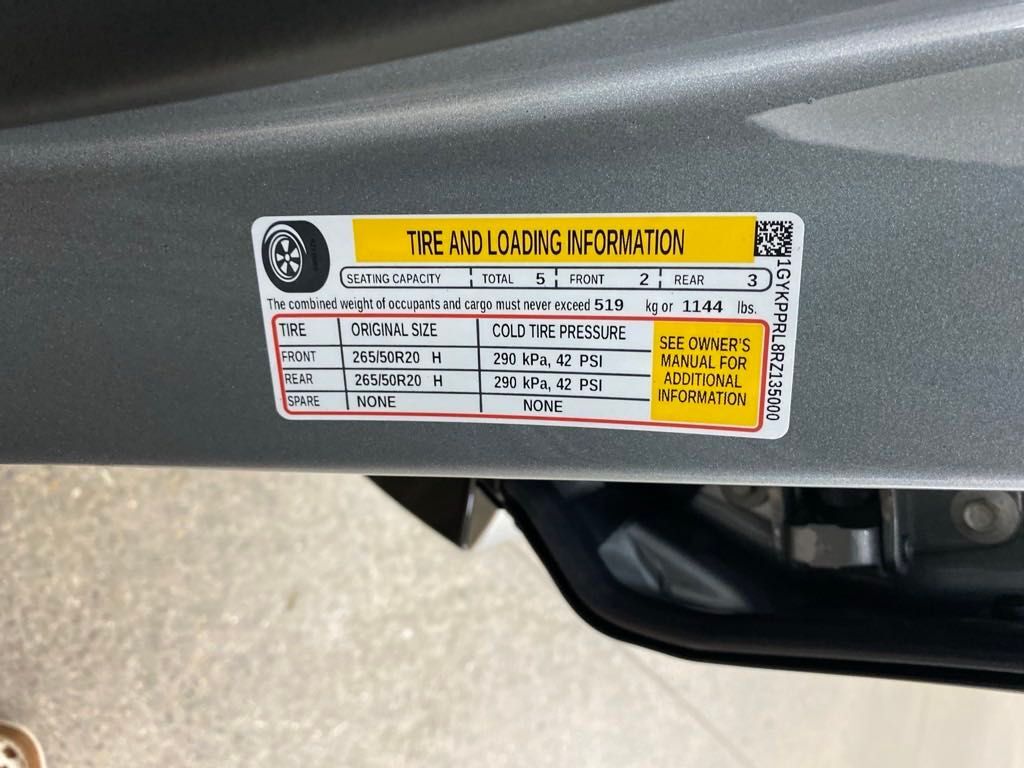 TIRE AND LOADING INFORMATION
SEATING CAPACITY TOTAL 5 FRONT 2 REAR 3
The combined weight of occupants and cargo must never exceed 519 kg or 1144 lbs.
TIRE ORIGINAL SIZE COLD TIRE PRESSURE
FRONT 265/50R20 H 290 kPa, 42 PSI
REAR 265/50R20 H 290 kPa, 42 PSI
SPARE NONE NONE
SEE OWNER'S
MANUAL FOR
ADDITIONAL
INFORMATION
1GYKPPRL8RZ135000